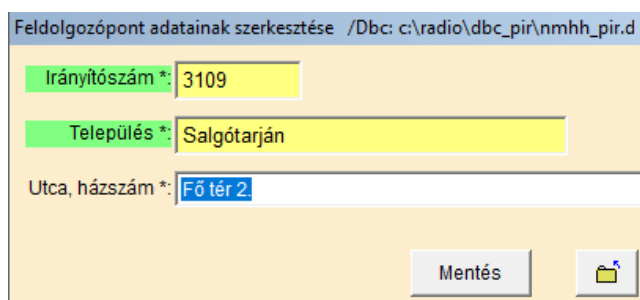 Feldolgozópont adatainak szerkesztése /Dbc: c:\radio\dbc_pir\nmhh_pir.d
Irányítószám *: 3109
Település *: Salgótarján
Utca, házszám *: Fő tér 2.
Mentés